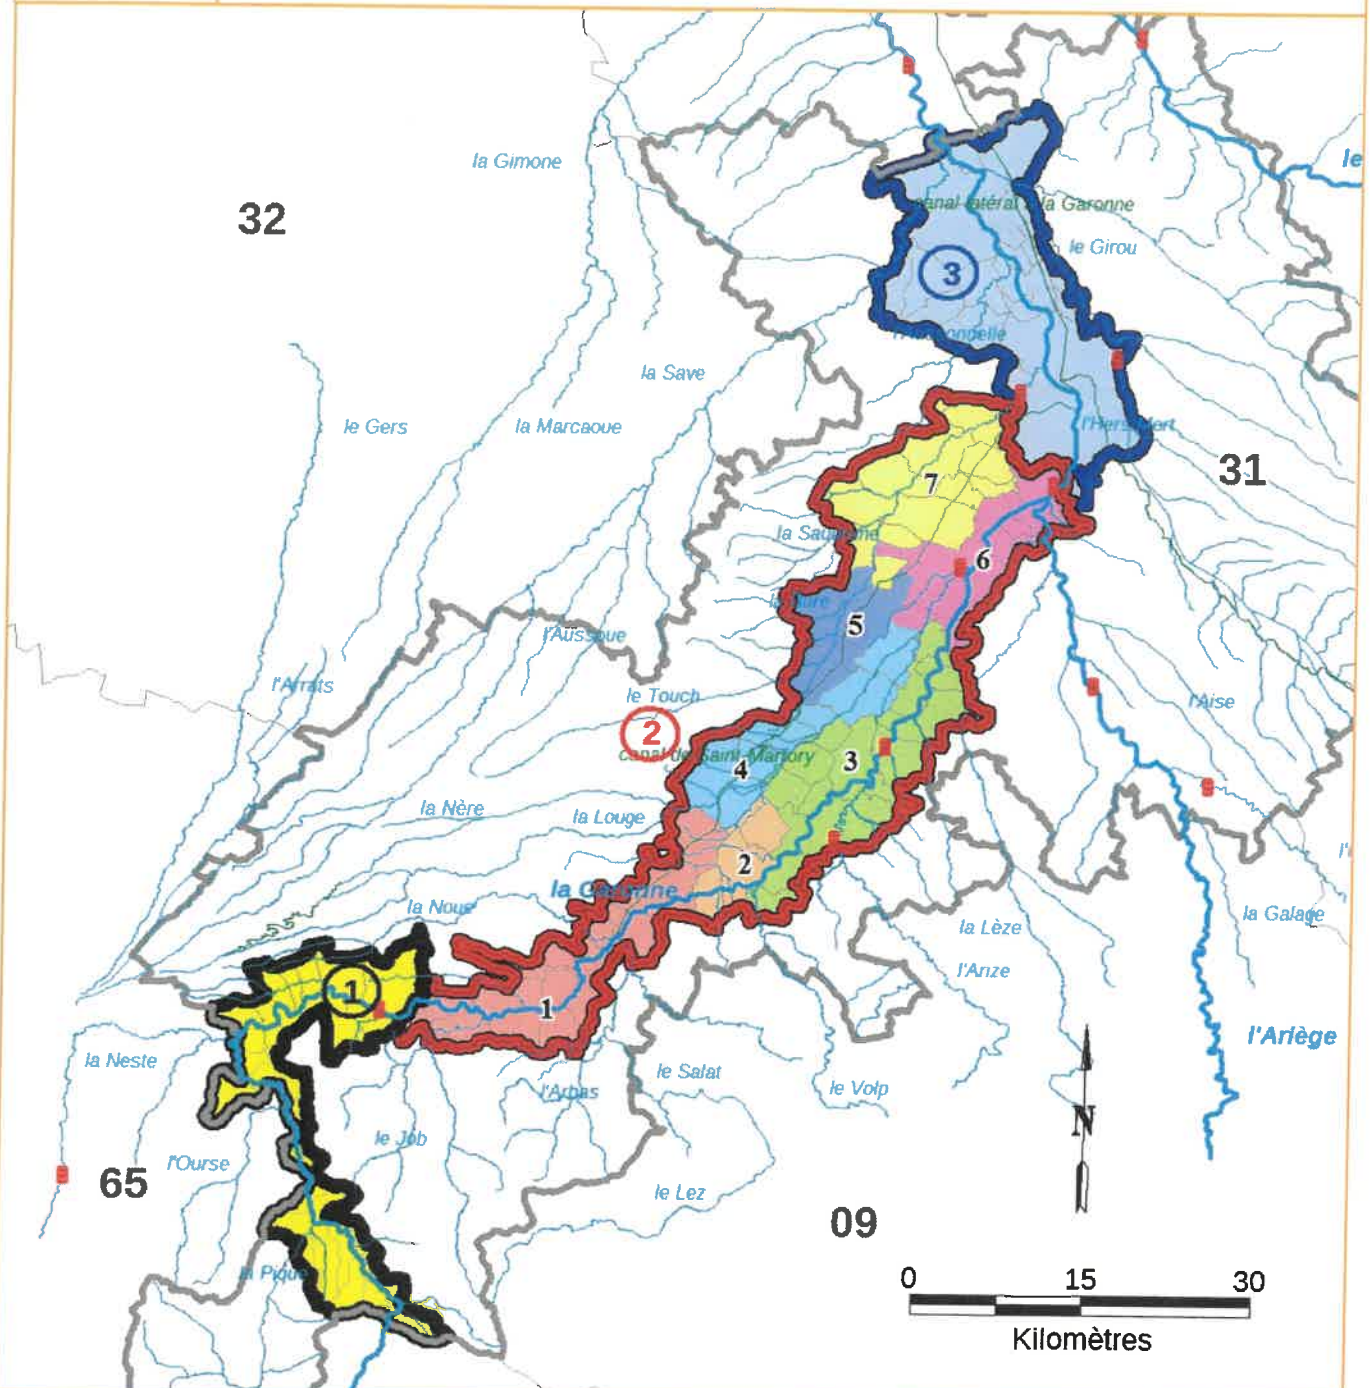 la Gimone
le
32
canal latéral à la Garonne
le Girou
3
la Save
le Gers
la Marcaoue
l'Hers Mort
31
7
la Saudrune
6
5
l'Aussoue
l'Arrats
le Touch
l'Aise
2
canal de Saint-Martory
3
4
la Nère
la Louge
2
la Garonne
la Noue
la Galage
la Lèze
l'Arize
1
1
l'Ariège
la Neste
le Salat
l'Arbas
le Volp
N
le Job
l'Ourse
65
le Lez
09
la Pique
0 15 30
Kilomètres